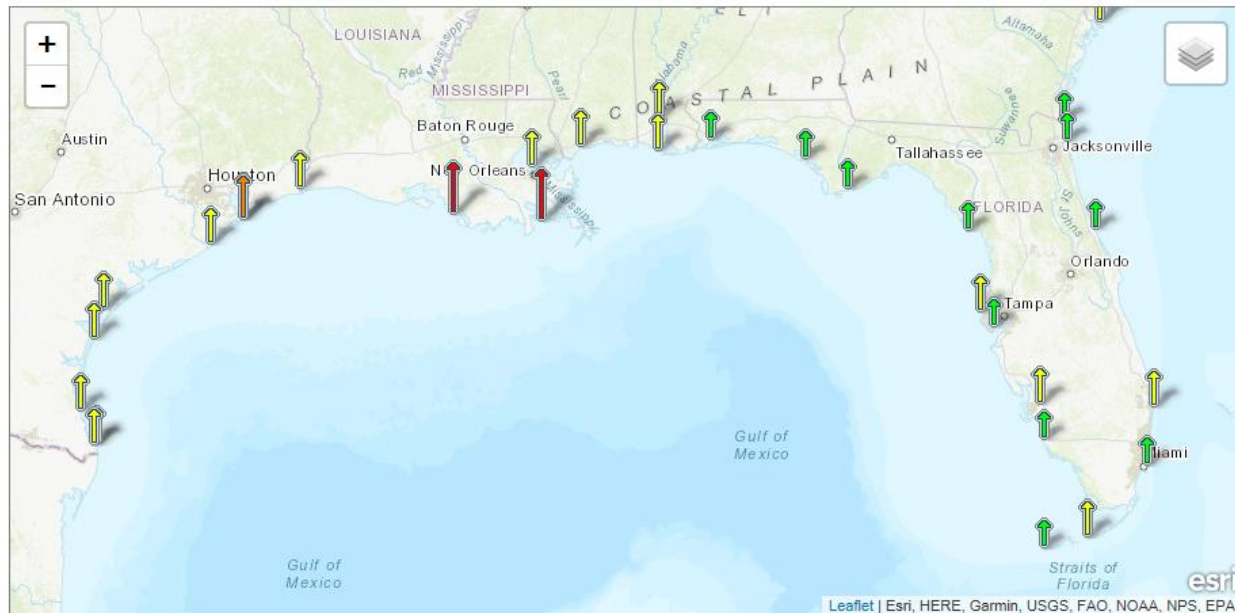 +
−
LOUISIANA
Red
Mississippi
MISSISSIPPI
Pearl
Alabama
COASTAL PLAIN
Altamaha
Suwanee
Austin
Baton Rouge
Tallahassee
Jacksonville
Houston
New Orleans
Mississippi
San Antonio
FLORIDA
St Johns
Orlando
Tampa
Gulf of
Mexico
Miami
Gulf of
Mexico
Straits of
Florida
esri
Leaflet | Esri, HERE, Garmin, USGS, FAO, NOAA, NPS, EPA